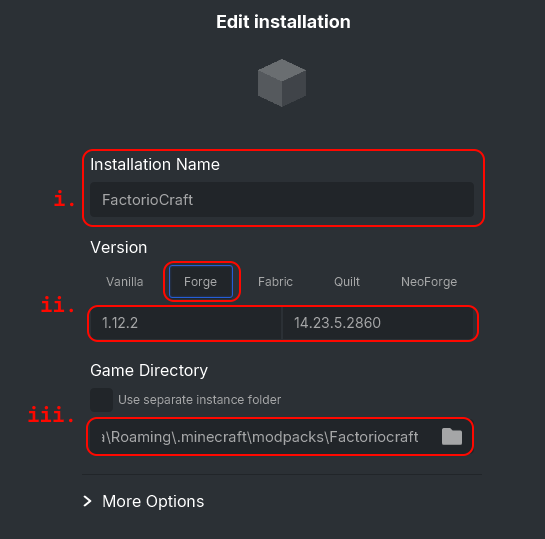 Edit installation
Installation Name
i.
FactorioCraft
Version
Vanilla Forge Fabric Quilt NeoForge
ii.
1.12.2 14.23.5.2860
Game Directory
Use separate instance folder
iii.
a\Roaming\.minecraft\modpacks\Factoriocraft
More Options